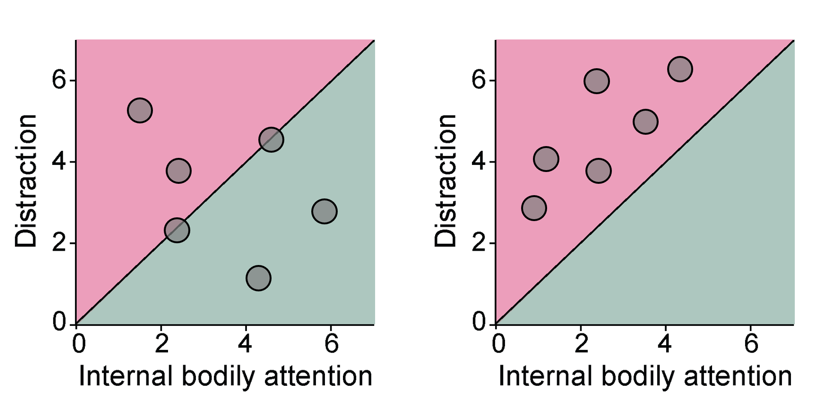 6
4
2
0
Distraction
0 2 4 6
Internal bodily attention
6
4
2
0
Distraction
0 2 4 6
Internal bodily attention